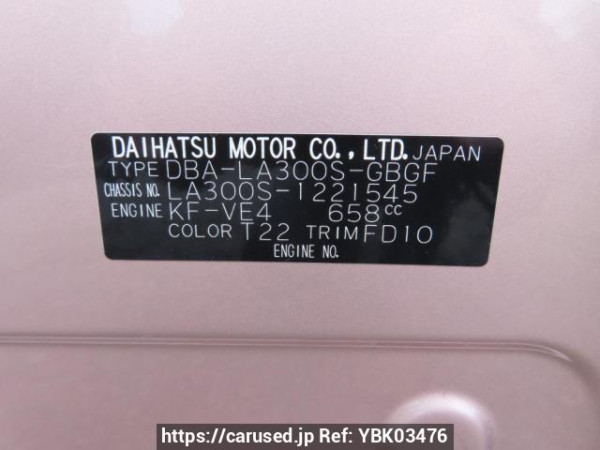 DAIHATSU MOTOR CO., LTD. JAPAN
TYPE DBA-LA300S-GBGF
CHASSIS NO. LA300S-1221545
ENGINE KF-VE4 658cc
COLOR T22 TRIM FD10
ENGINE NO.
https://carused.jp Ref: YBK03476